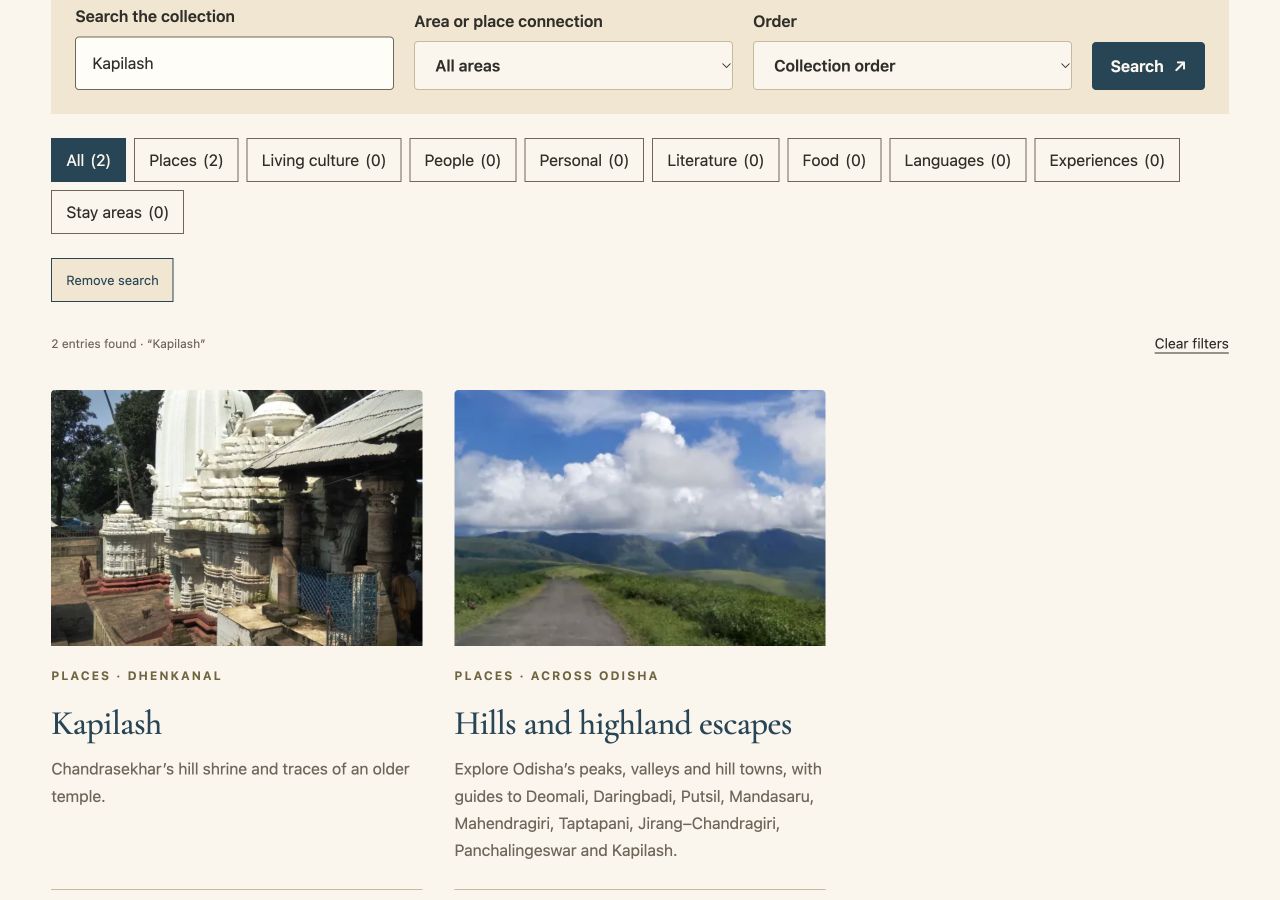 Search the collection
Kapilash
Area or place connection
All areas
Order
Collection order
Search
All (2)
Places (2)
Living culture (0)
People (0)
Personal (0)
Literature (0)
Food (0)
Languages (0)
Experiences (0)
Stay areas (0)
Remove search
2 entries found · “Kapilash”
Clear filters
PLACES · DHENKANAL
Kapilash
Chandrasekhar’s hill shrine and traces of an older
temple.
PLACES · ACROSS ODISHA
Hills and highland escapes
Explore Odisha’s peaks, valleys and hill towns, with
guides to Deomali, Daringbadi, Putsil, Mandasaru,
Mahendragiri, Taptapani, Jirang–Chandragiri,
Panchalingeswar and Kapilash.